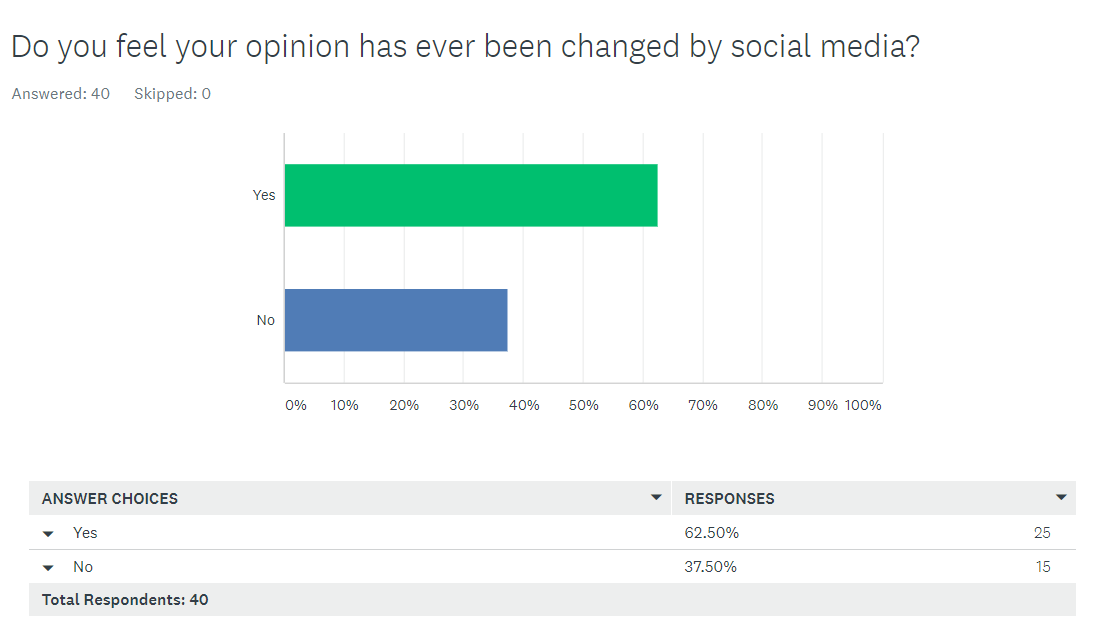 Do you feel your opinion has ever been changed by social media?
Answered: 40 Skipped: 0
Yes
No
0% 10% 20% 30% 40% 50% 60% 70% 80% 90% 100%
ANSWER CHOICES RESPONSES
Yes 62.50% 25
No 37.50% 15
Total Respondents: 40